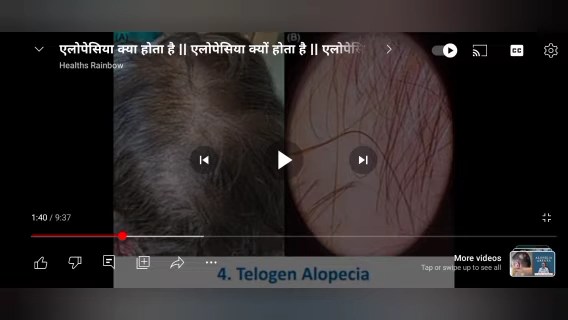 (A)
(B)
एलोपेसिया क्या होता है || एलोपेसिया क्यों होता है || एलोपेसि
Healths Rainbow
CC
1:40 / 9:37
More videos
Tap or swipe up to see all
4. Telogen Alopecia